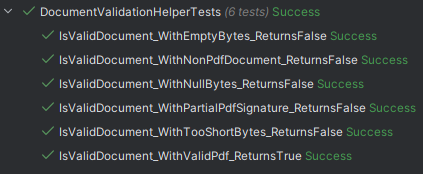 DocumentValidationHelperTests (6 tests) Success
IsValidDocument_WithEmptyBytes_ReturnsFalse Success
IsValidDocument_WithNonPdfDocument_ReturnsFalse Success
IsValidDocument_WithNullBytes_ReturnsFalse Success
IsValidDocument_WithPartialPdfSignature_ReturnsFalse Success
IsValidDocument_WithTooShortBytes_ReturnsFalse Success
IsValidDocument_WithValidPdf_ReturnsTrue Success